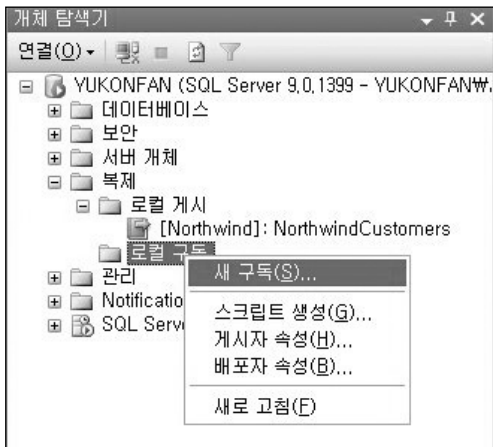 개체 탐색기
연결(O)
YUKONFAN (SQL Server 9.0.1399 - YUKONFAN₩.
데이터베이스
보안
서버 개체
복제
로컬 게시
[Northwind]: NorthwindCustomers
로컬 구독
새 구독(S)...
관리
Notificatio
스크립트 생성(G)...
SQL Serv
게시자 속성(H)...
배포자 속성(B)...
새로 고침(F)